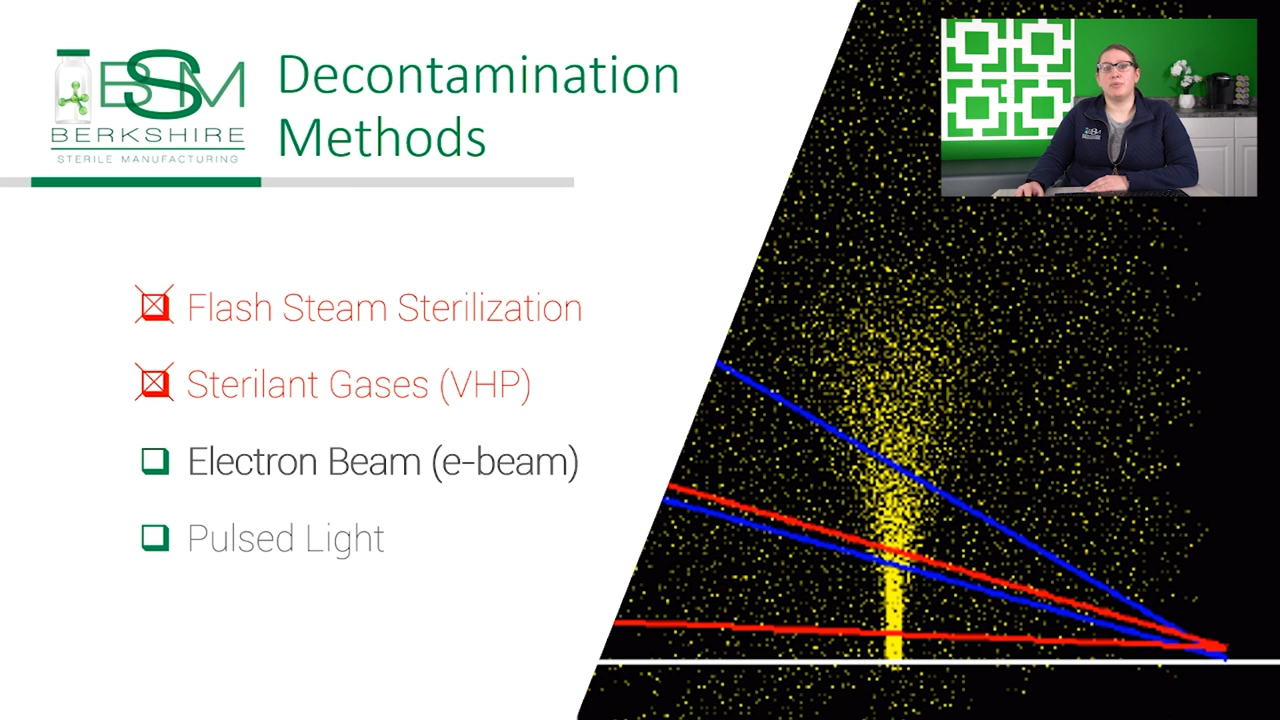 BSM
BERKSHIRE
STERILE MANUFACTURING
Decontamination
Methods
Flash Steam Sterilization
Sterilant Gases (VHP)
Electron Beam (e-beam)
Pulsed Light